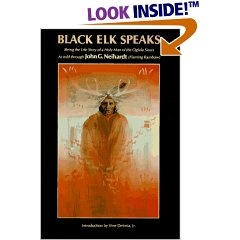 LOOK INSIDE!™
BLACK ELK SPEAKS
Being the Life Story of a Holy Man of the Oglala Sioux
As told through John G. Neihardt (Flaming Rainbow)
Introduction by Vine Deloria, Jr.